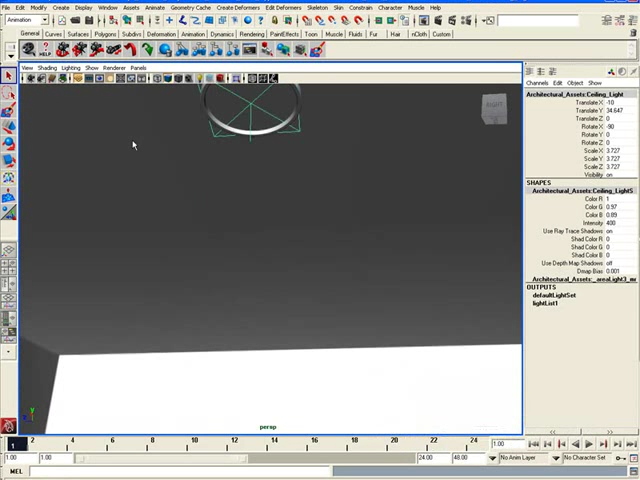 File Edit Modify Create Display Window Assets Animate Geometry Cache Create Deformers Edit Deformers Skeleton Skin Constrain Character Muscle Help
Animation
General Curves Surfaces Polygons Subdivs Deformation Animation Dynamics Rendering PaintEffects Toon Muscle Fluids Fur Hair nCloth Custom
View Shading Lighting Show Renderer Panels
Channels Edit Object Show
Architectural_Assets:Ceiling_Light
Translate X -10
Translate Y 34.647
Translate Z 0
Rotate X -90
Rotate Y 0
Rotate Z 0
Scale X 3.727
Scale Y 3.727
Scale Z 3.727
Visibility on
SHAPES
Architectural_Assets:Ceiling_LightS
Color R 1
Color G 0.97
Color B 0.89
Intensity 400
Use Ray Trace Shadows on
Shad Color R 0
Shad Color G 0
Shad Color B 0
Use Depth Map Shadows off
Dmap Bias 0.001
Architectural_Assets:_areaLight3_m
OUTPUTS
defaultLightSet
lightList1
RIGHT
y
persp
1 2 4 6 8 10 12 14 16 18 20 22 24
1.00
1.00 1.00 24.00 48.00 No Anim Layer No Character Set
MEL